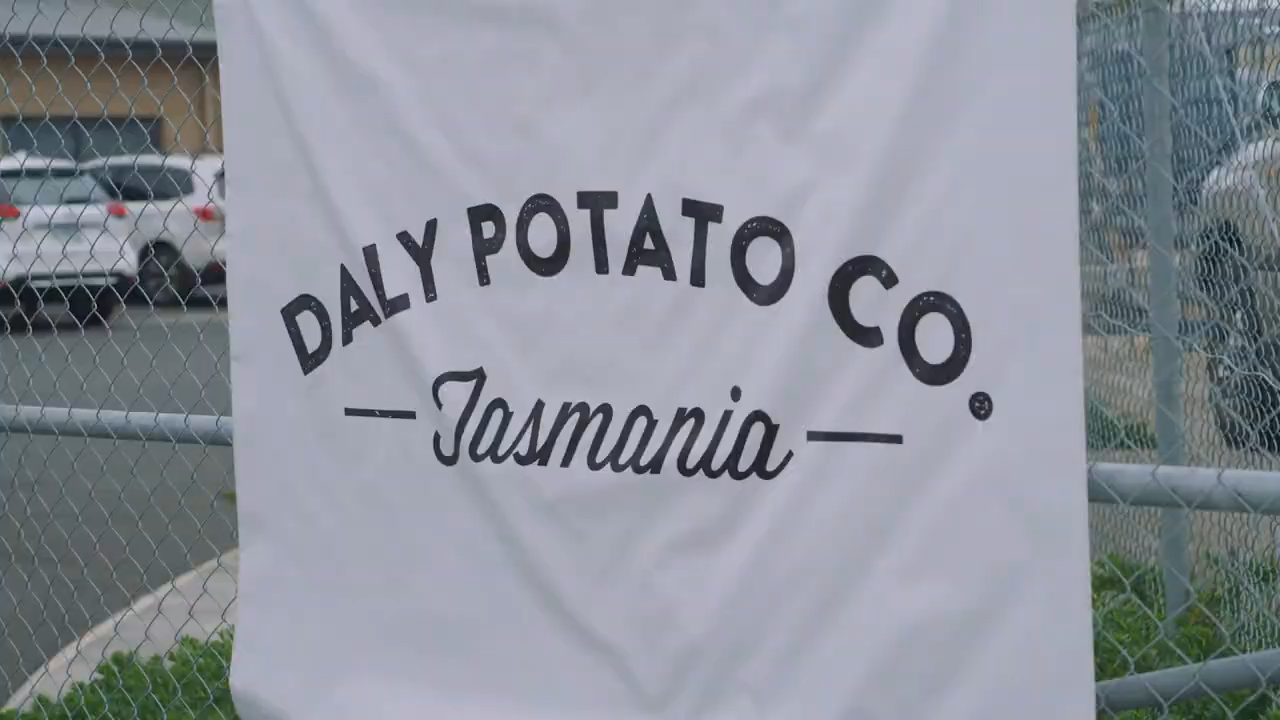 DALY POTATO CO.
— Tasmania —